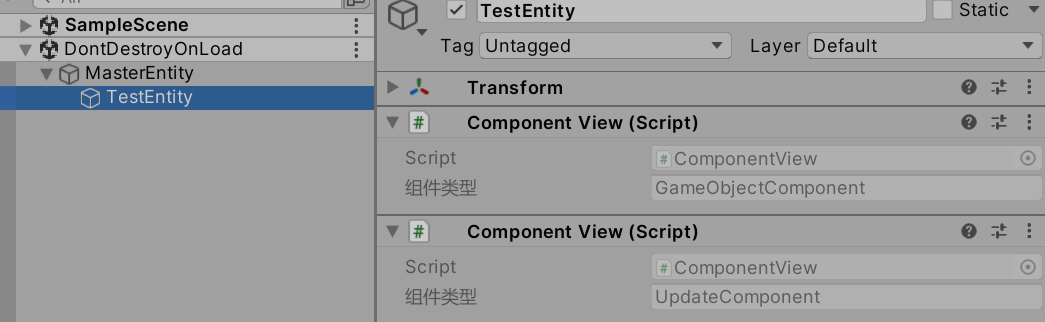 SampleScene
DontDestroyOnLoad
MasterEntity
TestEntity
TestEntity
Static
Tag Untagged
Layer Default
Transform
Component View (Script)
Script
ComponentView
组件类型
GameObjectComponent
Component View (Script)
Script
ComponentView
组件类型
UpdateComponent